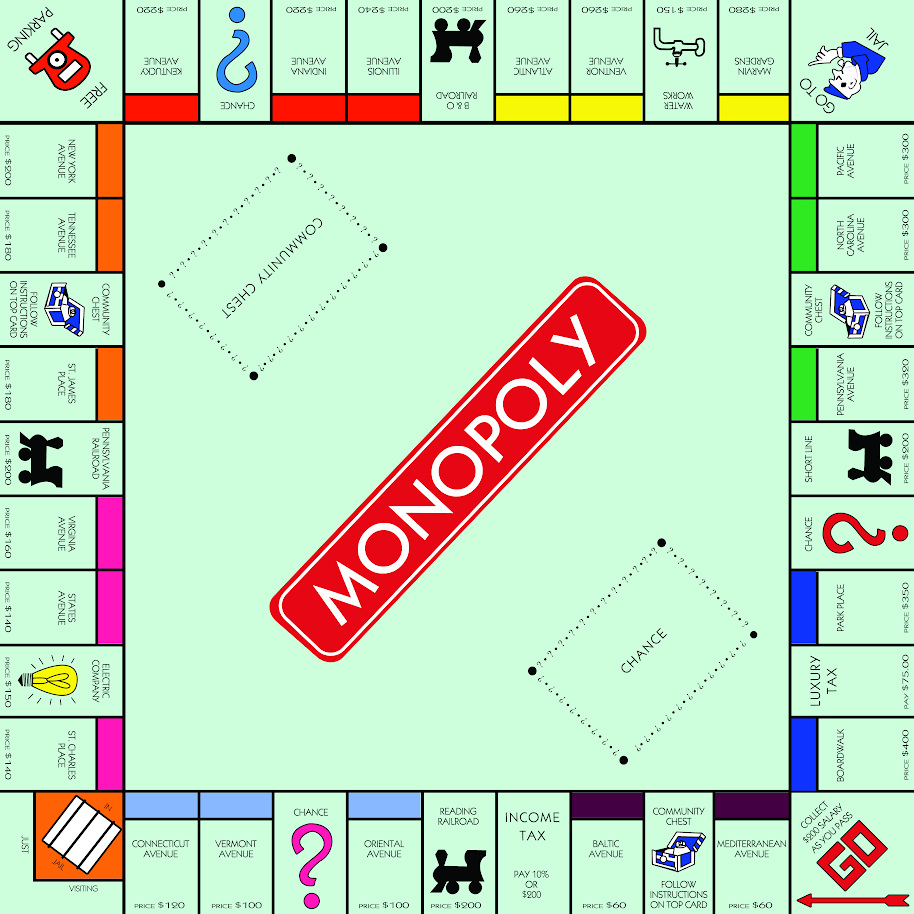 PARKING
FREE
PRICE $220
KENTUCKY
AVENUE
CHANCE
PRICE $220
INDIANA
AVENUE
PRICE $240
ILLINOIS
AVENUE
PRICE $200
B & O
RAILROAD
PRICE $260
ATLANTIC
AVENUE
PRICE $260
VENTNOR
AVENUE
PRICE $150
WATER
WORKS
PRICE $280
MARVIN
GARDENS
GO TO
JAIL
NEW YORK
AVENUE
PRICE $200
TENNESSEE
AVENUE
PRICE $180
COMMUNITY
CHEST
FOLLOW
INSTRUCTIONS
ON TOP CARD
ST. JAMES
PLACE
PRICE $180
PENNSYLVANIA
RAILROAD
PRICE $200
VIRGINIA
AVENUE
PRICE $160
STATES
AVENUE
PRICE $140
ELECTRIC
COMPANY
PRICE $150
ST. CHARLES
PLACE
PRICE $140
COMMUNITY CHEST
MONOPOLY
CHANCE
PACIFIC
AVENUE
PRICE $300
NORTH
CAROLINA
AVENUE
PRICE $300
COMMUNITY
CHEST
FOLLOW
INSTRUCTIONS
ON TOP CARD
PENNSYLVANIA
AVENUE
PRICE $320
SHORT LINE
PRICE $200
CHANCE
PARK PLACE
PRICE $350
LUXURY
TAX
PAY $75.00
BOARDWALK
PRICE $400
IN
JAIL
JUST
VISITING
CONNECTICUT
AVENUE
PRICE $120
VERMONT
AVENUE
PRICE $100
CHANCE
ORIENTAL
AVENUE
PRICE $100
READING
RAILROAD
PRICE $200
INCOME
TAX
PAY 10%
OR
$200
BALTIC
AVENUE
PRICE $60
COMMUNITY
CHEST
FOLLOW
INSTRUCTIONS
ON TOP CARD
MEDITERRANEAN
AVENUE
PRICE $60
COLLECT
$200 SALARY
AS YOU PASS
GO